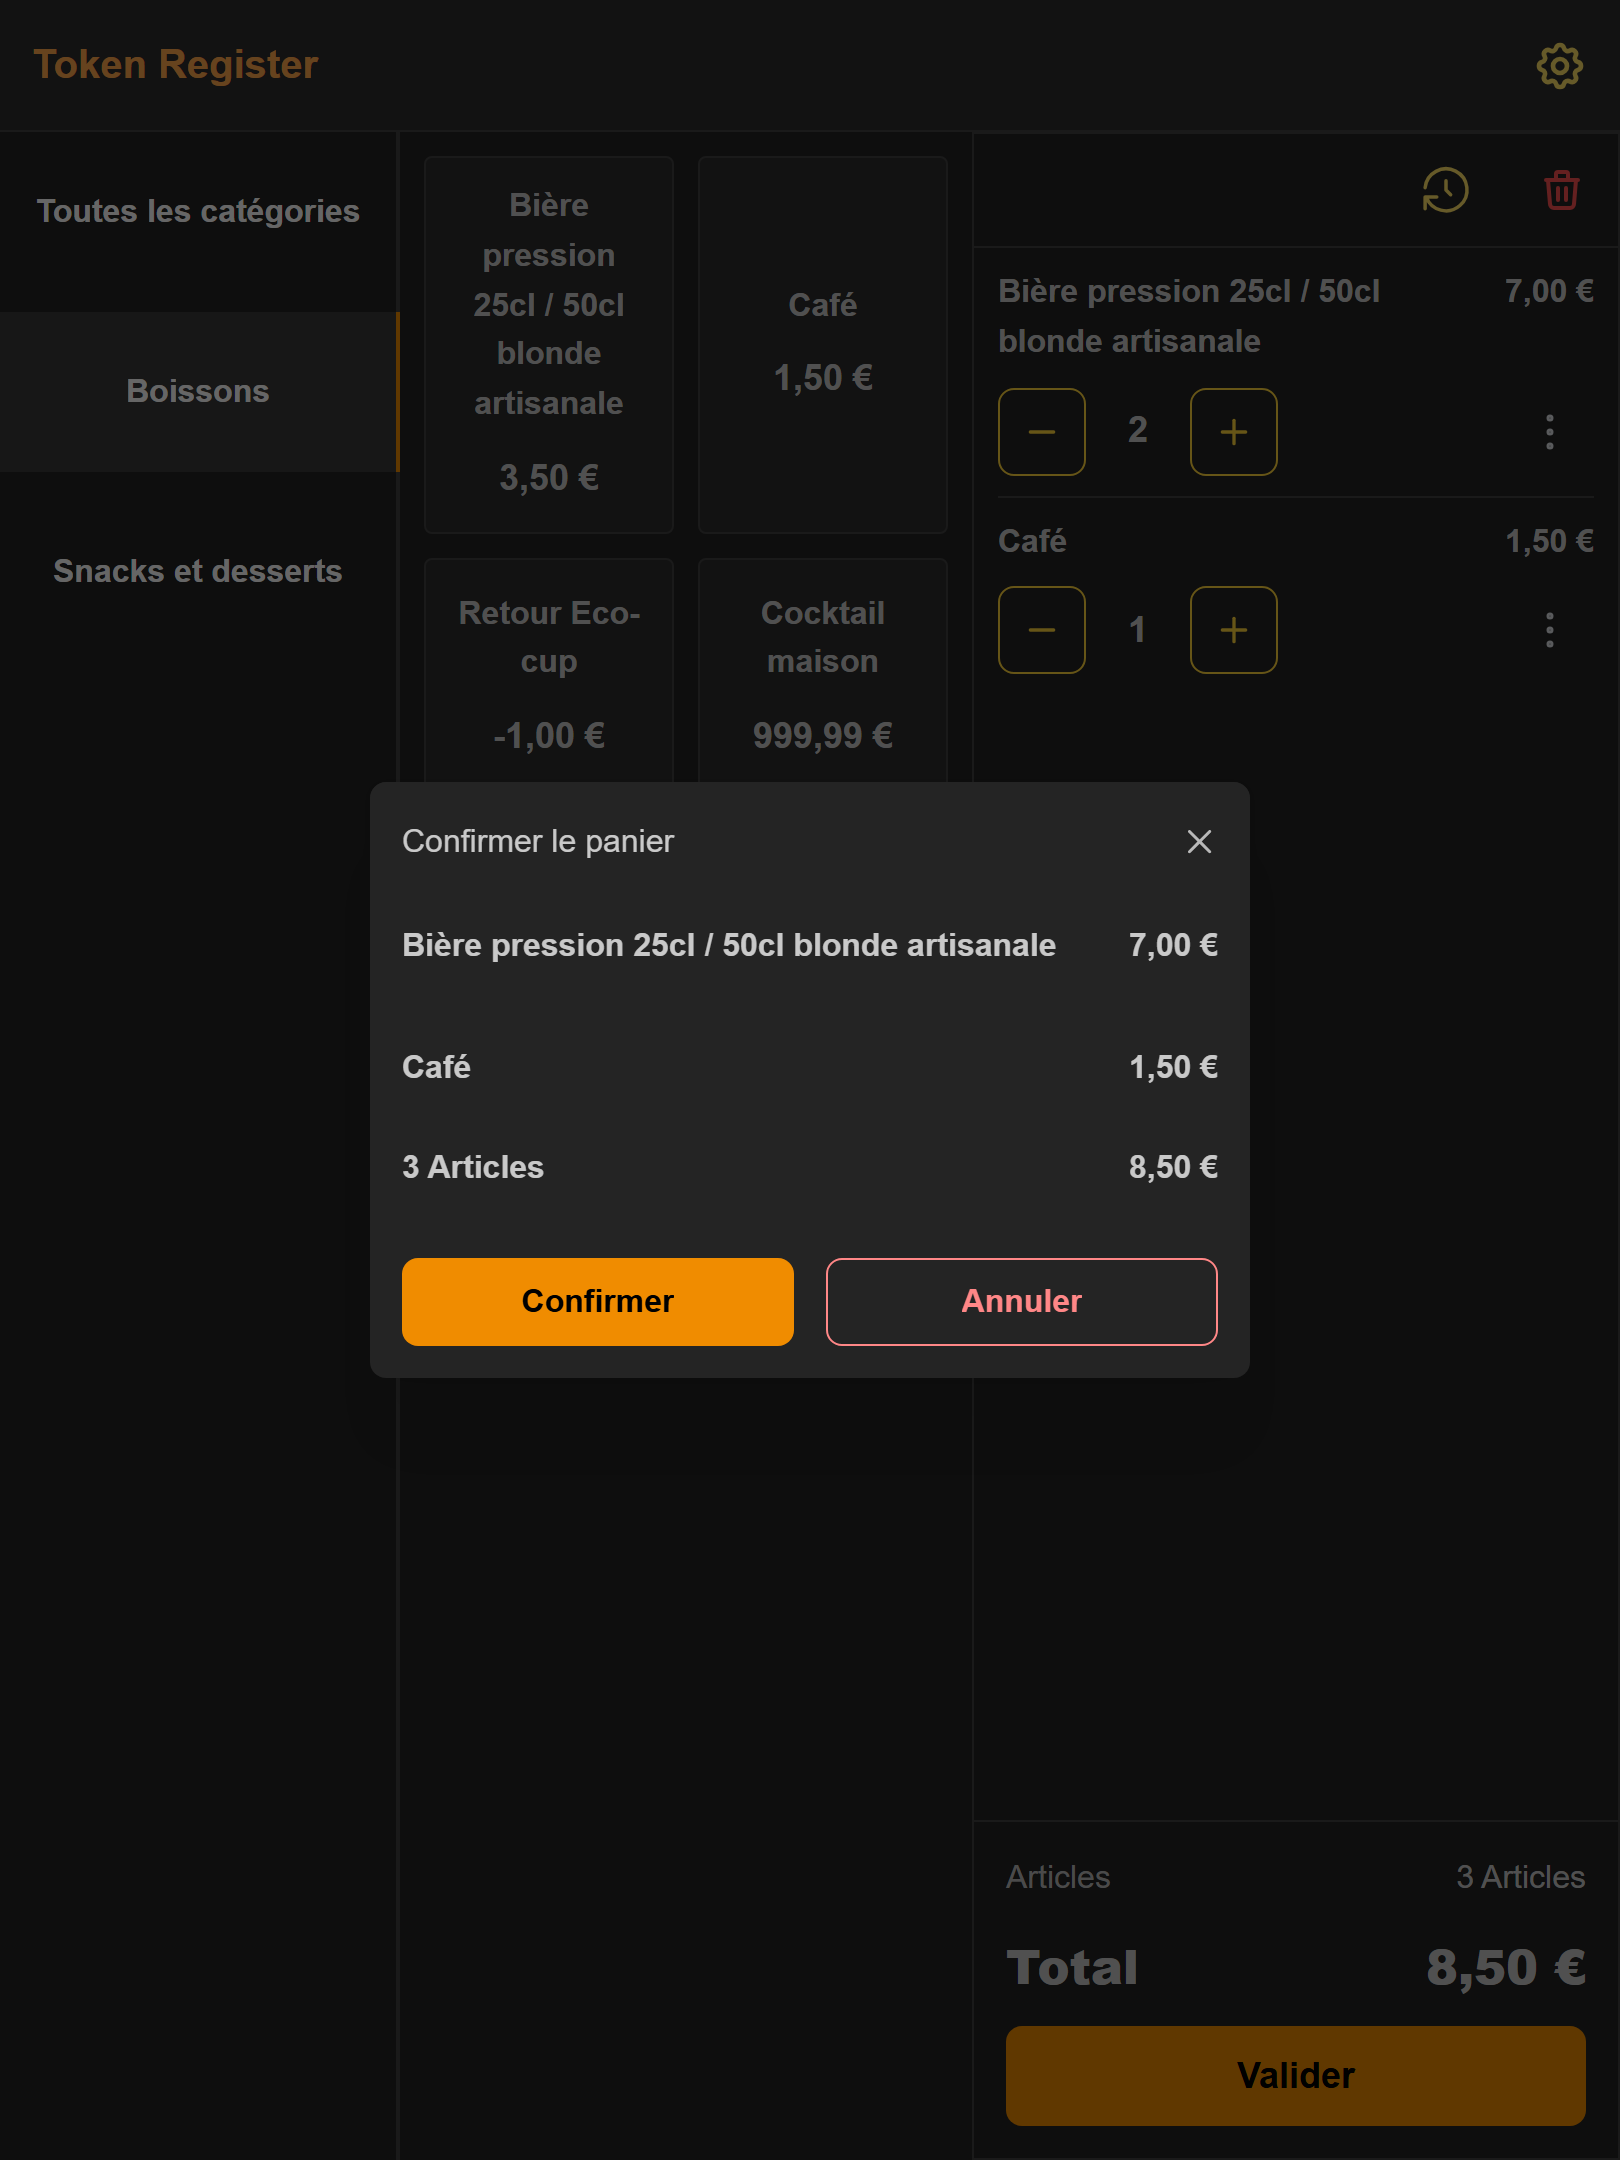 Token Register
Toutes les catégories
Boissons
Snacks et desserts
Bière
pression
25cl / 50cl
blonde
artisanale
3,50 €
Café
1,50 €
Retour Eco-
cup
-1,00 €
Cocktail
maison
999,99 €
Bière pression 25cl / 50cl 7,00 €
blonde artisanale
2
Café 1,50 €
1
Confirmer le panier
Bière pression 25cl / 50cl blonde artisanale 7,00 €
Café 1,50 €
3 Articles 8,50 €
Confirmer Annuler
Articles 3 Articles
Total 8,50 €
Valider